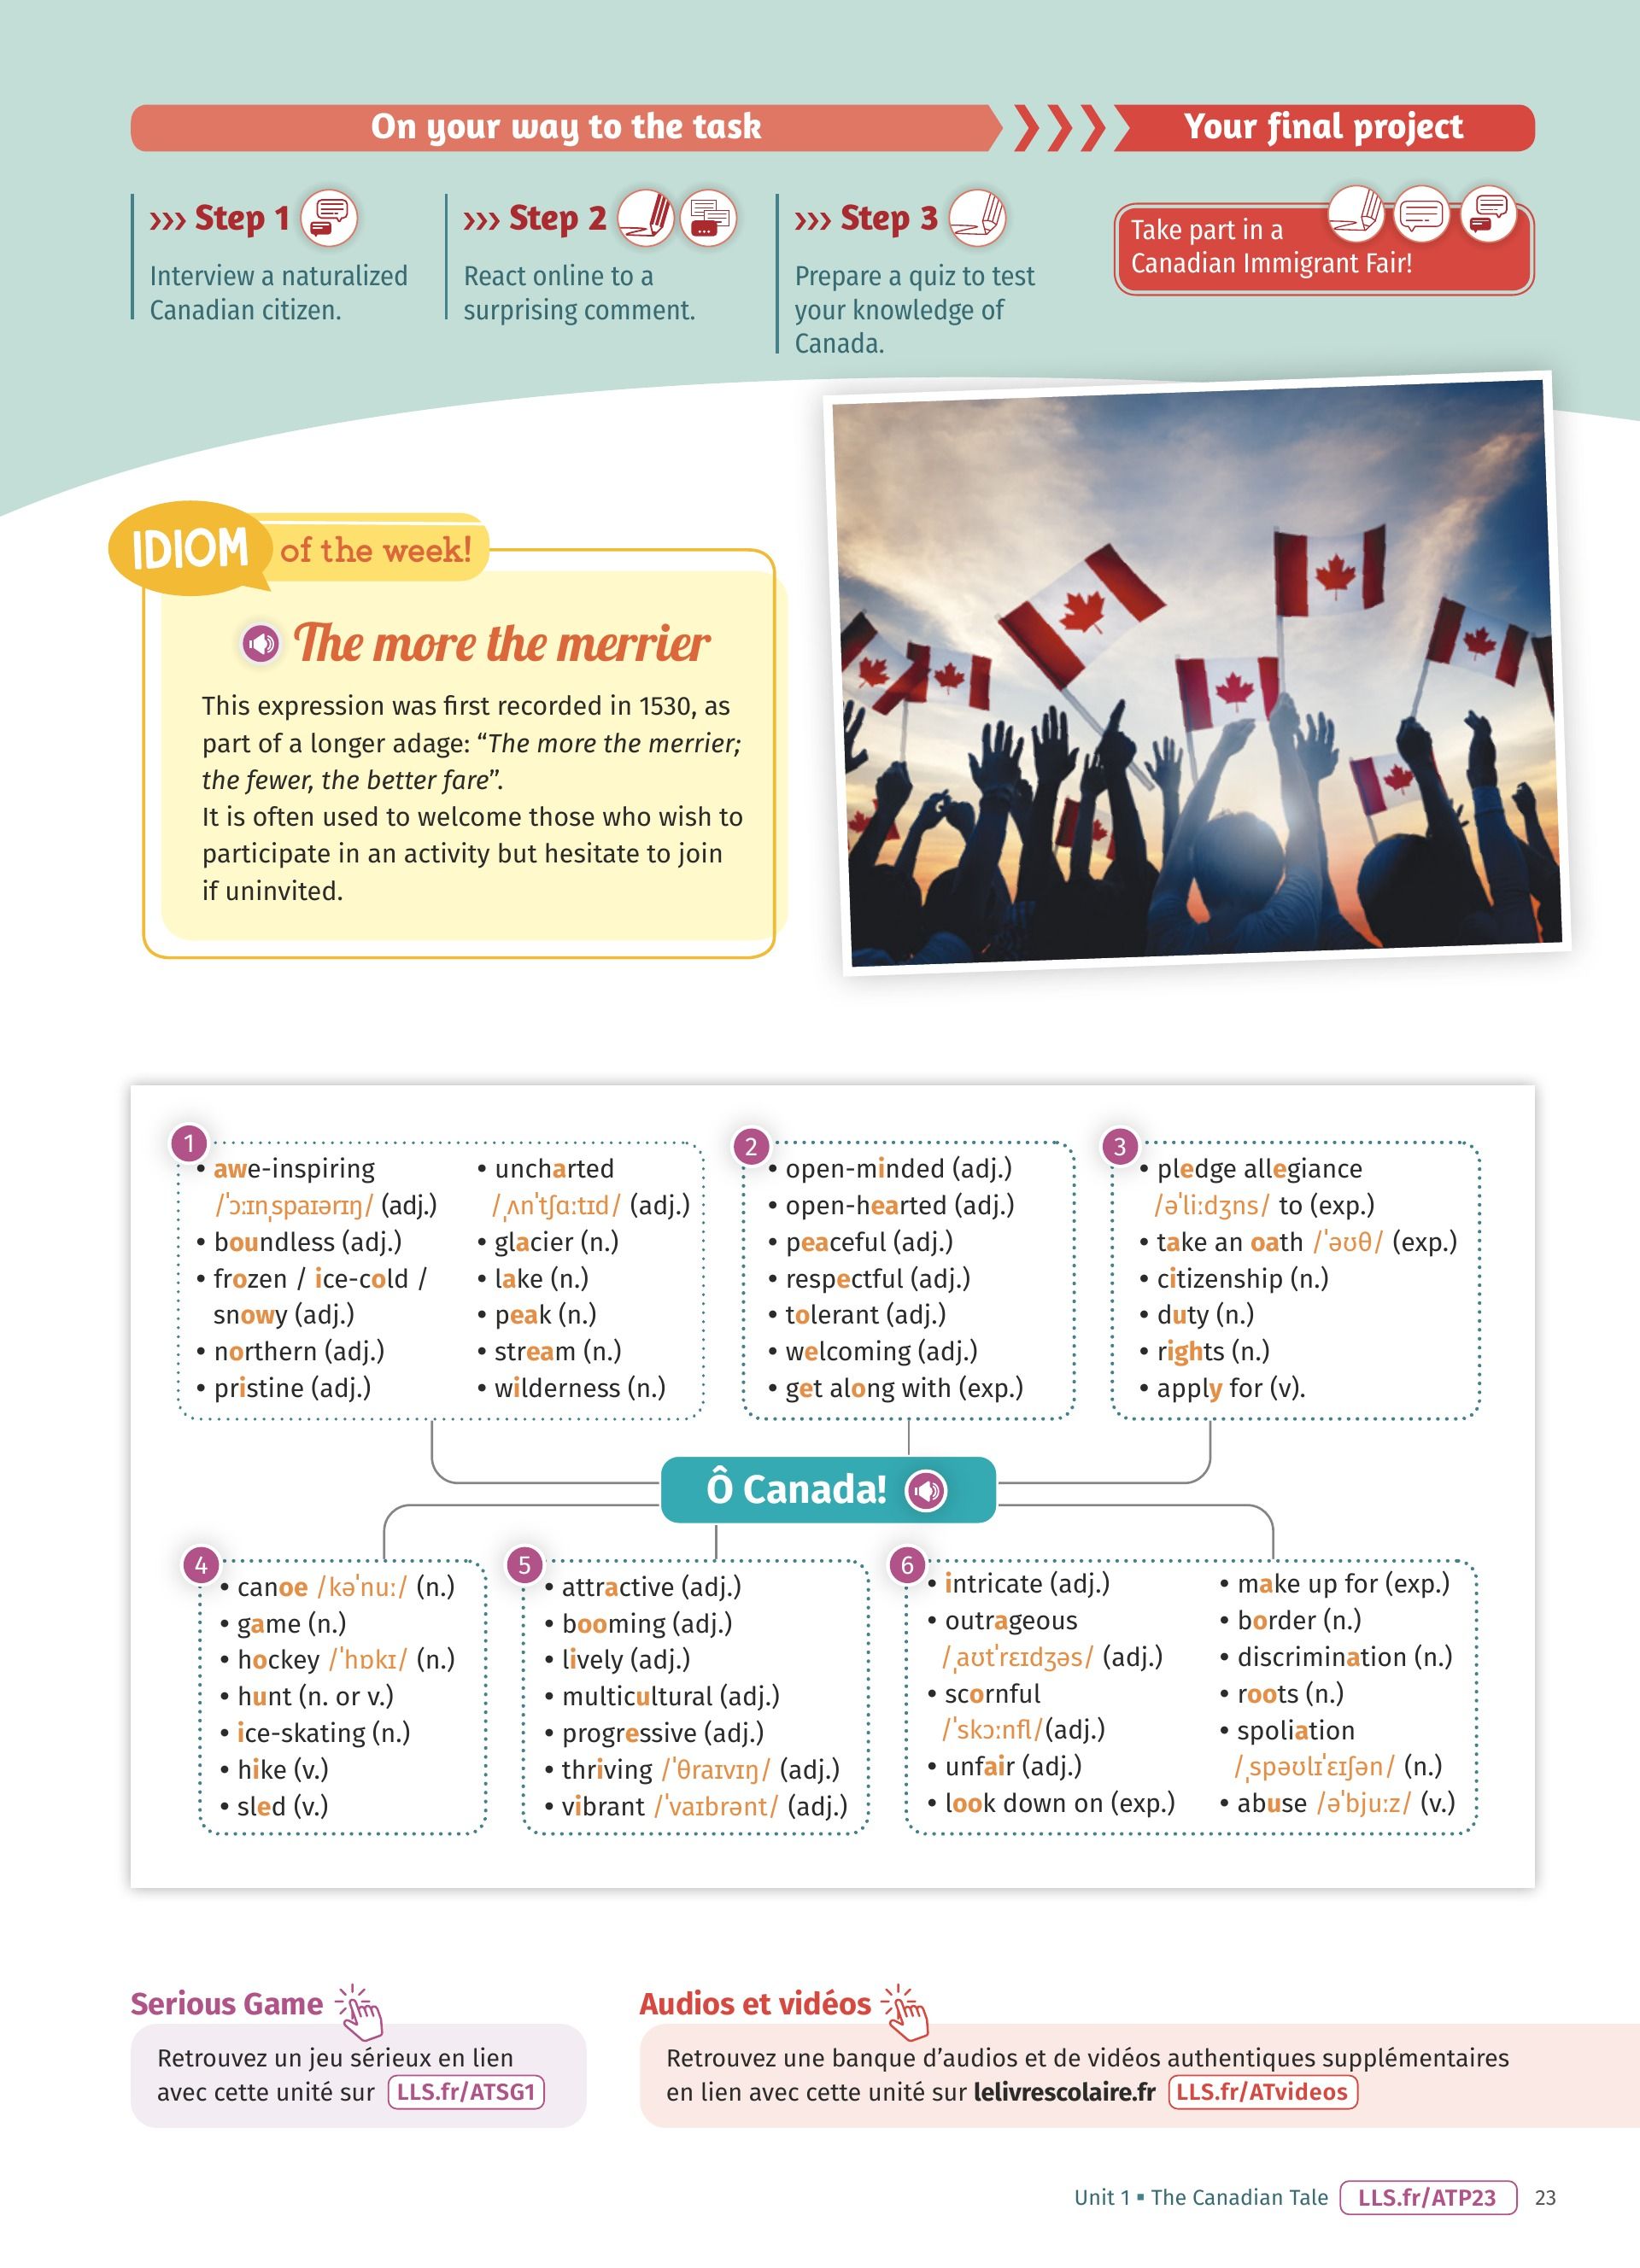 On your way to the task
Your final project
››› Step 1
Interview a naturalized
Canadian citizen.
››› Step 2
React online to a
surprising comment.
››› Step 3
Prepare a quiz to test
your knowledge of
Canada.
Take part in a
Canadian Immigrant Fair!
IDIOM of the week!
The more the merrier
This expression was first recorded in 1530, as
part of a longer adage: “The more the merrier;
the fewer, the better fare”.
It is often used to welcome those who wish to
participate in an activity but hesitate to join
if uninvited.
1
• awe-inspiring
/ˈɔːɪnˌspaɪərɪŋ/ (adj.)
• boundless (adj.)
• frozen / ice-cold /
snowy (adj.)
• northern (adj.)
• pristine (adj.)
• uncharted
/ˌʌnˈtʃɑːtɪd/ (adj.)
• glacier (n.)
• lake (n.)
• peak (n.)
• stream (n.)
• wilderness (n.)
2
• open-minded (adj.)
• open-hearted (adj.)
• peaceful (adj.)
• respectful (adj.)
• tolerant (adj.)
• welcoming (adj.)
• get along with (exp.)
3
• pledge allegiance
/əˈliːdʒns/ to (exp.)
• take an oath /ˈəʊθ/ (exp.)
• citizenship (n.)
• duty (n.)
• rights (n.)
• apply for (v).
Ô Canada!
4
• canoe /kəˈnuː/ (n.)
• game (n.)
• hockey /ˈhɒkɪ/ (n.)
• hunt (n. or v.)
• ice-skating (n.)
• hike (v.)
• sled (v.)
5
• attractive (adj.)
• booming (adj.)
• lively (adj.)
• multicultural (adj.)
• progressive (adj.)
• thriving /ˈθraɪvɪŋ/ (adj.)
• vibrant /ˈvaɪbrənt/ (adj.)
6
• intricate (adj.)
• outrageous
/ˌaʊtˈrɛɪdʒəs/ (adj.)
• scornful
/ˈskɔːnfl/(adj.)
• unfair (adj.)
• look down on (exp.)
• make up for (exp.)
• border (n.)
• discrimination (n.)
• roots (n.)
• spoliation
/ˌspəʊlɪˈɛɪʃən/ (n.)
• abuse /əˈbjuːz/ (v.)
Serious Game
Retrouvez un jeu sérieux en lien
avec cette unité sur LLS.fr/ATSG1
Audios et vidéos
Retrouvez une banque d’audios et de vidéos authentiques supplémentaires
en lien avec cette unité sur lelivrescolaire.fr LLS.fr/ATvideos
Unit 1 ▪ The Canadian Tale LLS.fr/ATP23 23